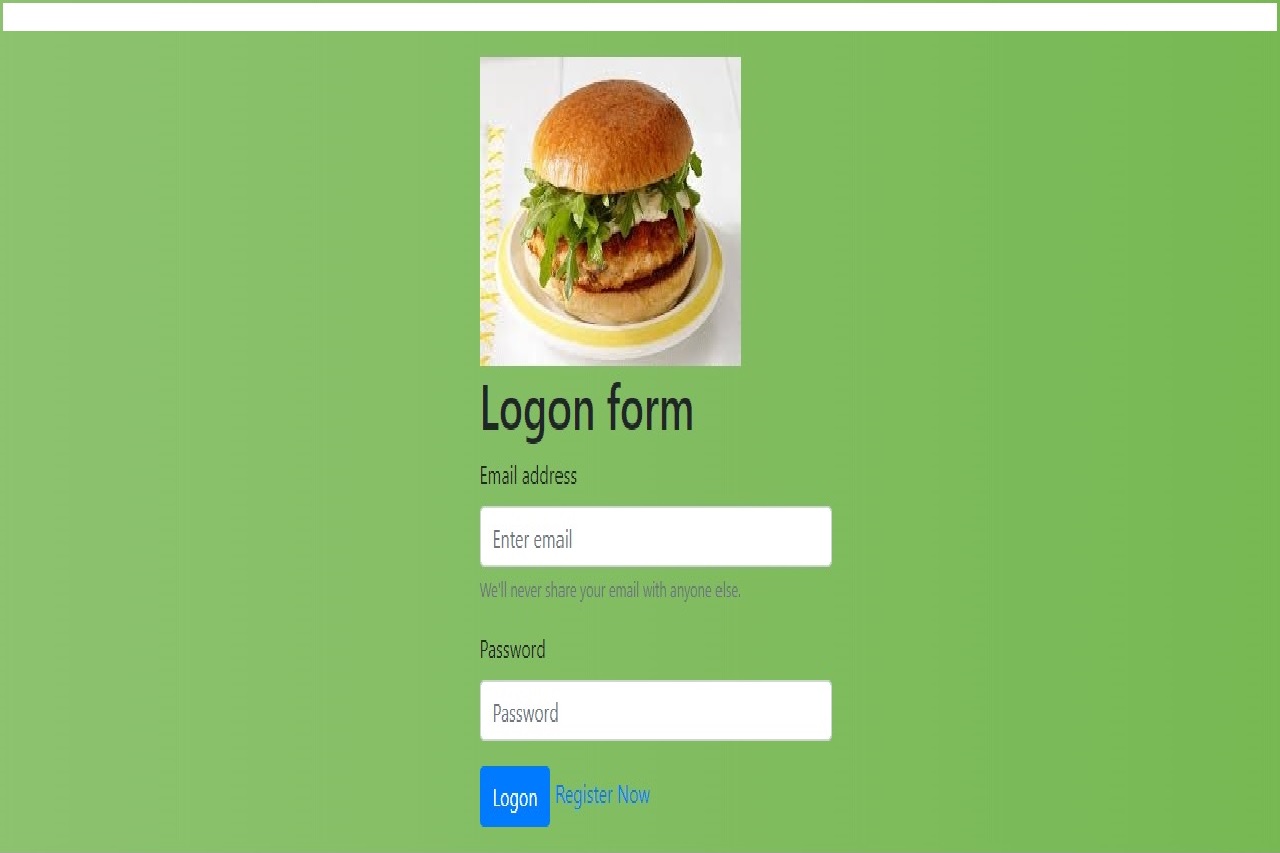 Logon form
Email address
Enter email
We'll never share your email with anyone else.
Password
Password
Logon Register Now